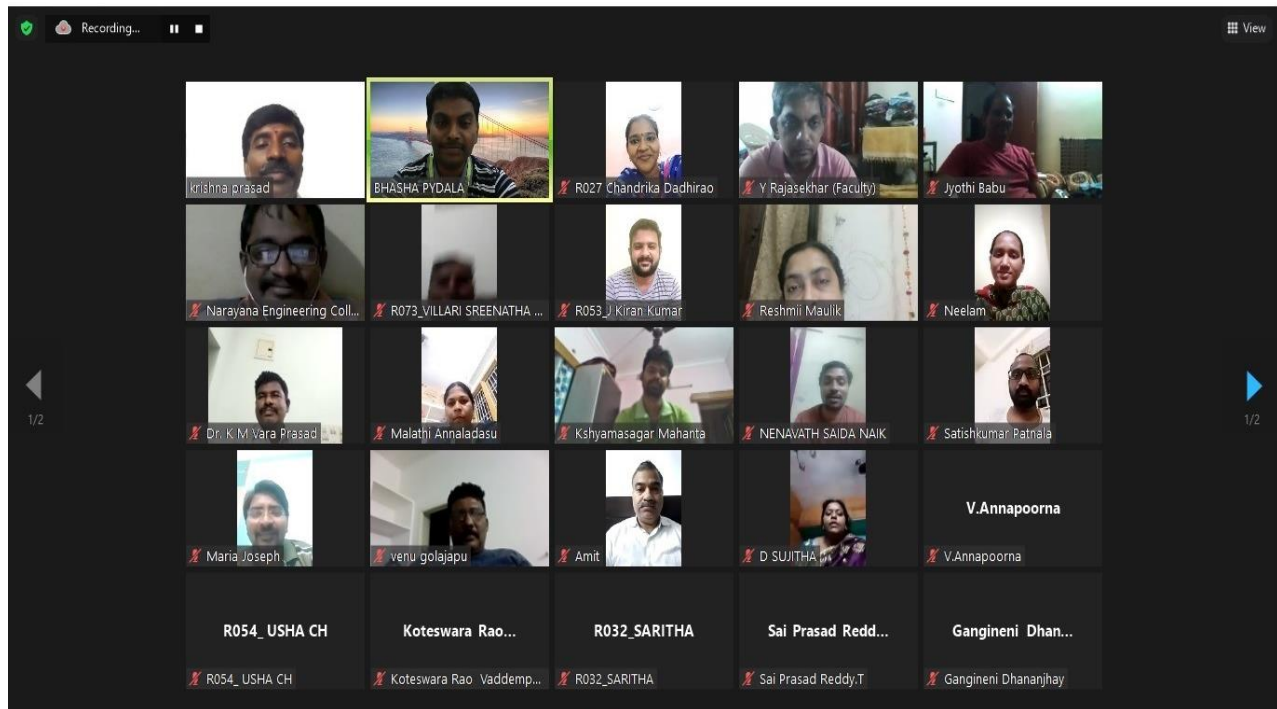 Recording...
View
krishna prasad
BHASHA PYDALA
R027 Chandrika Dadhirao
Y Rajasekhar (Faculty)
Jyothi Babu
Narayana Engineering Coll...
R073_VILLARI SREENATHA ...
R053_J Kiran Kumar
Reshmii Maulik
Neelam
Dr. K M Vara Prasad
Malathi Annaladasu
Kshyamasagar Mahanta
NENAVATH SAIDA NAIK
Satishkumar Patnala
1/2
1/2
Maria Joseph
venu golajapu
Amit
D SUJITHA
V.Annapoorna
V.Annapoorna
R054_ USHA CH
Koteswara Rao...
R032_SARITHA
Sai Prasad Redd...
Gangineni Dhan...
R054_ USHA CH
Koteswara Rao Vaddemp...
R032_SARITHA
Sai Prasad Reddy.T
Gangineni Dhananjhay